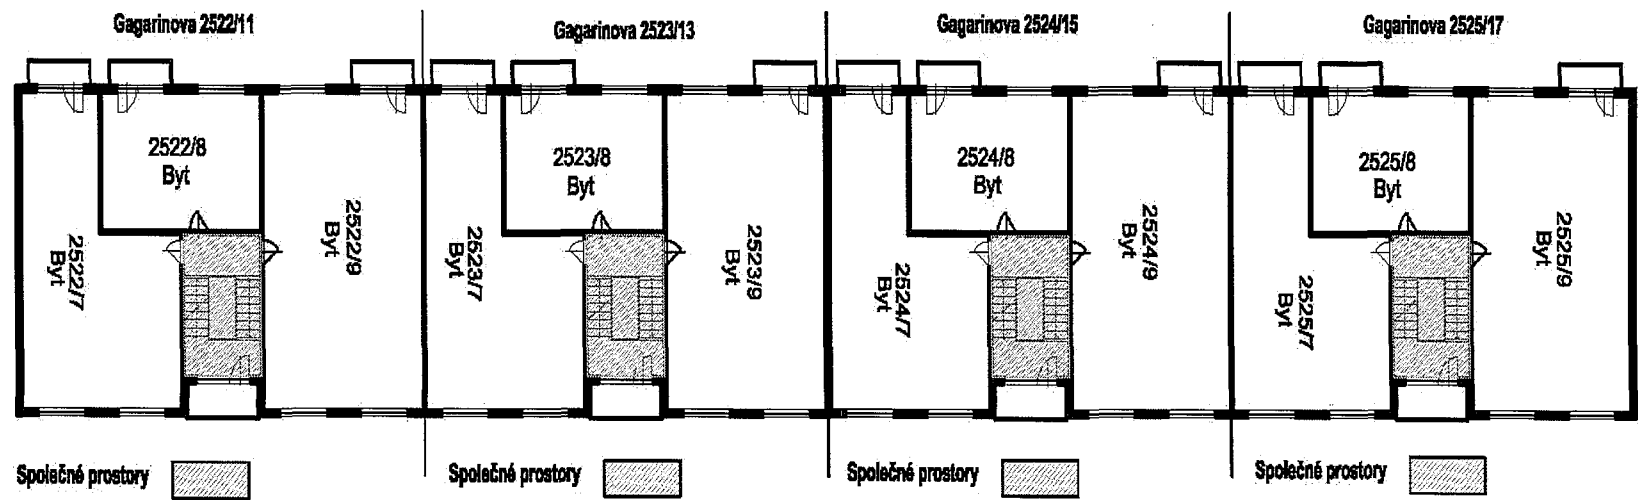 Gagarinova 2522/11
Gagarinova 2523/13
Gagarinova 2524/15
Gagarinova 2525/17
2522/8
Byt
2523/8
Byt
2524/8
Byt
2525/8
Byt
2522/7
Byt
2522/9
Byt
2523/7
Byt
2523/9
Byt
2524/7
Byt
2524/9
Byt
2525/7
Byt
2525/9
Byt
Společné prostory
Společné prostory
Společné prostory
Společné prostory